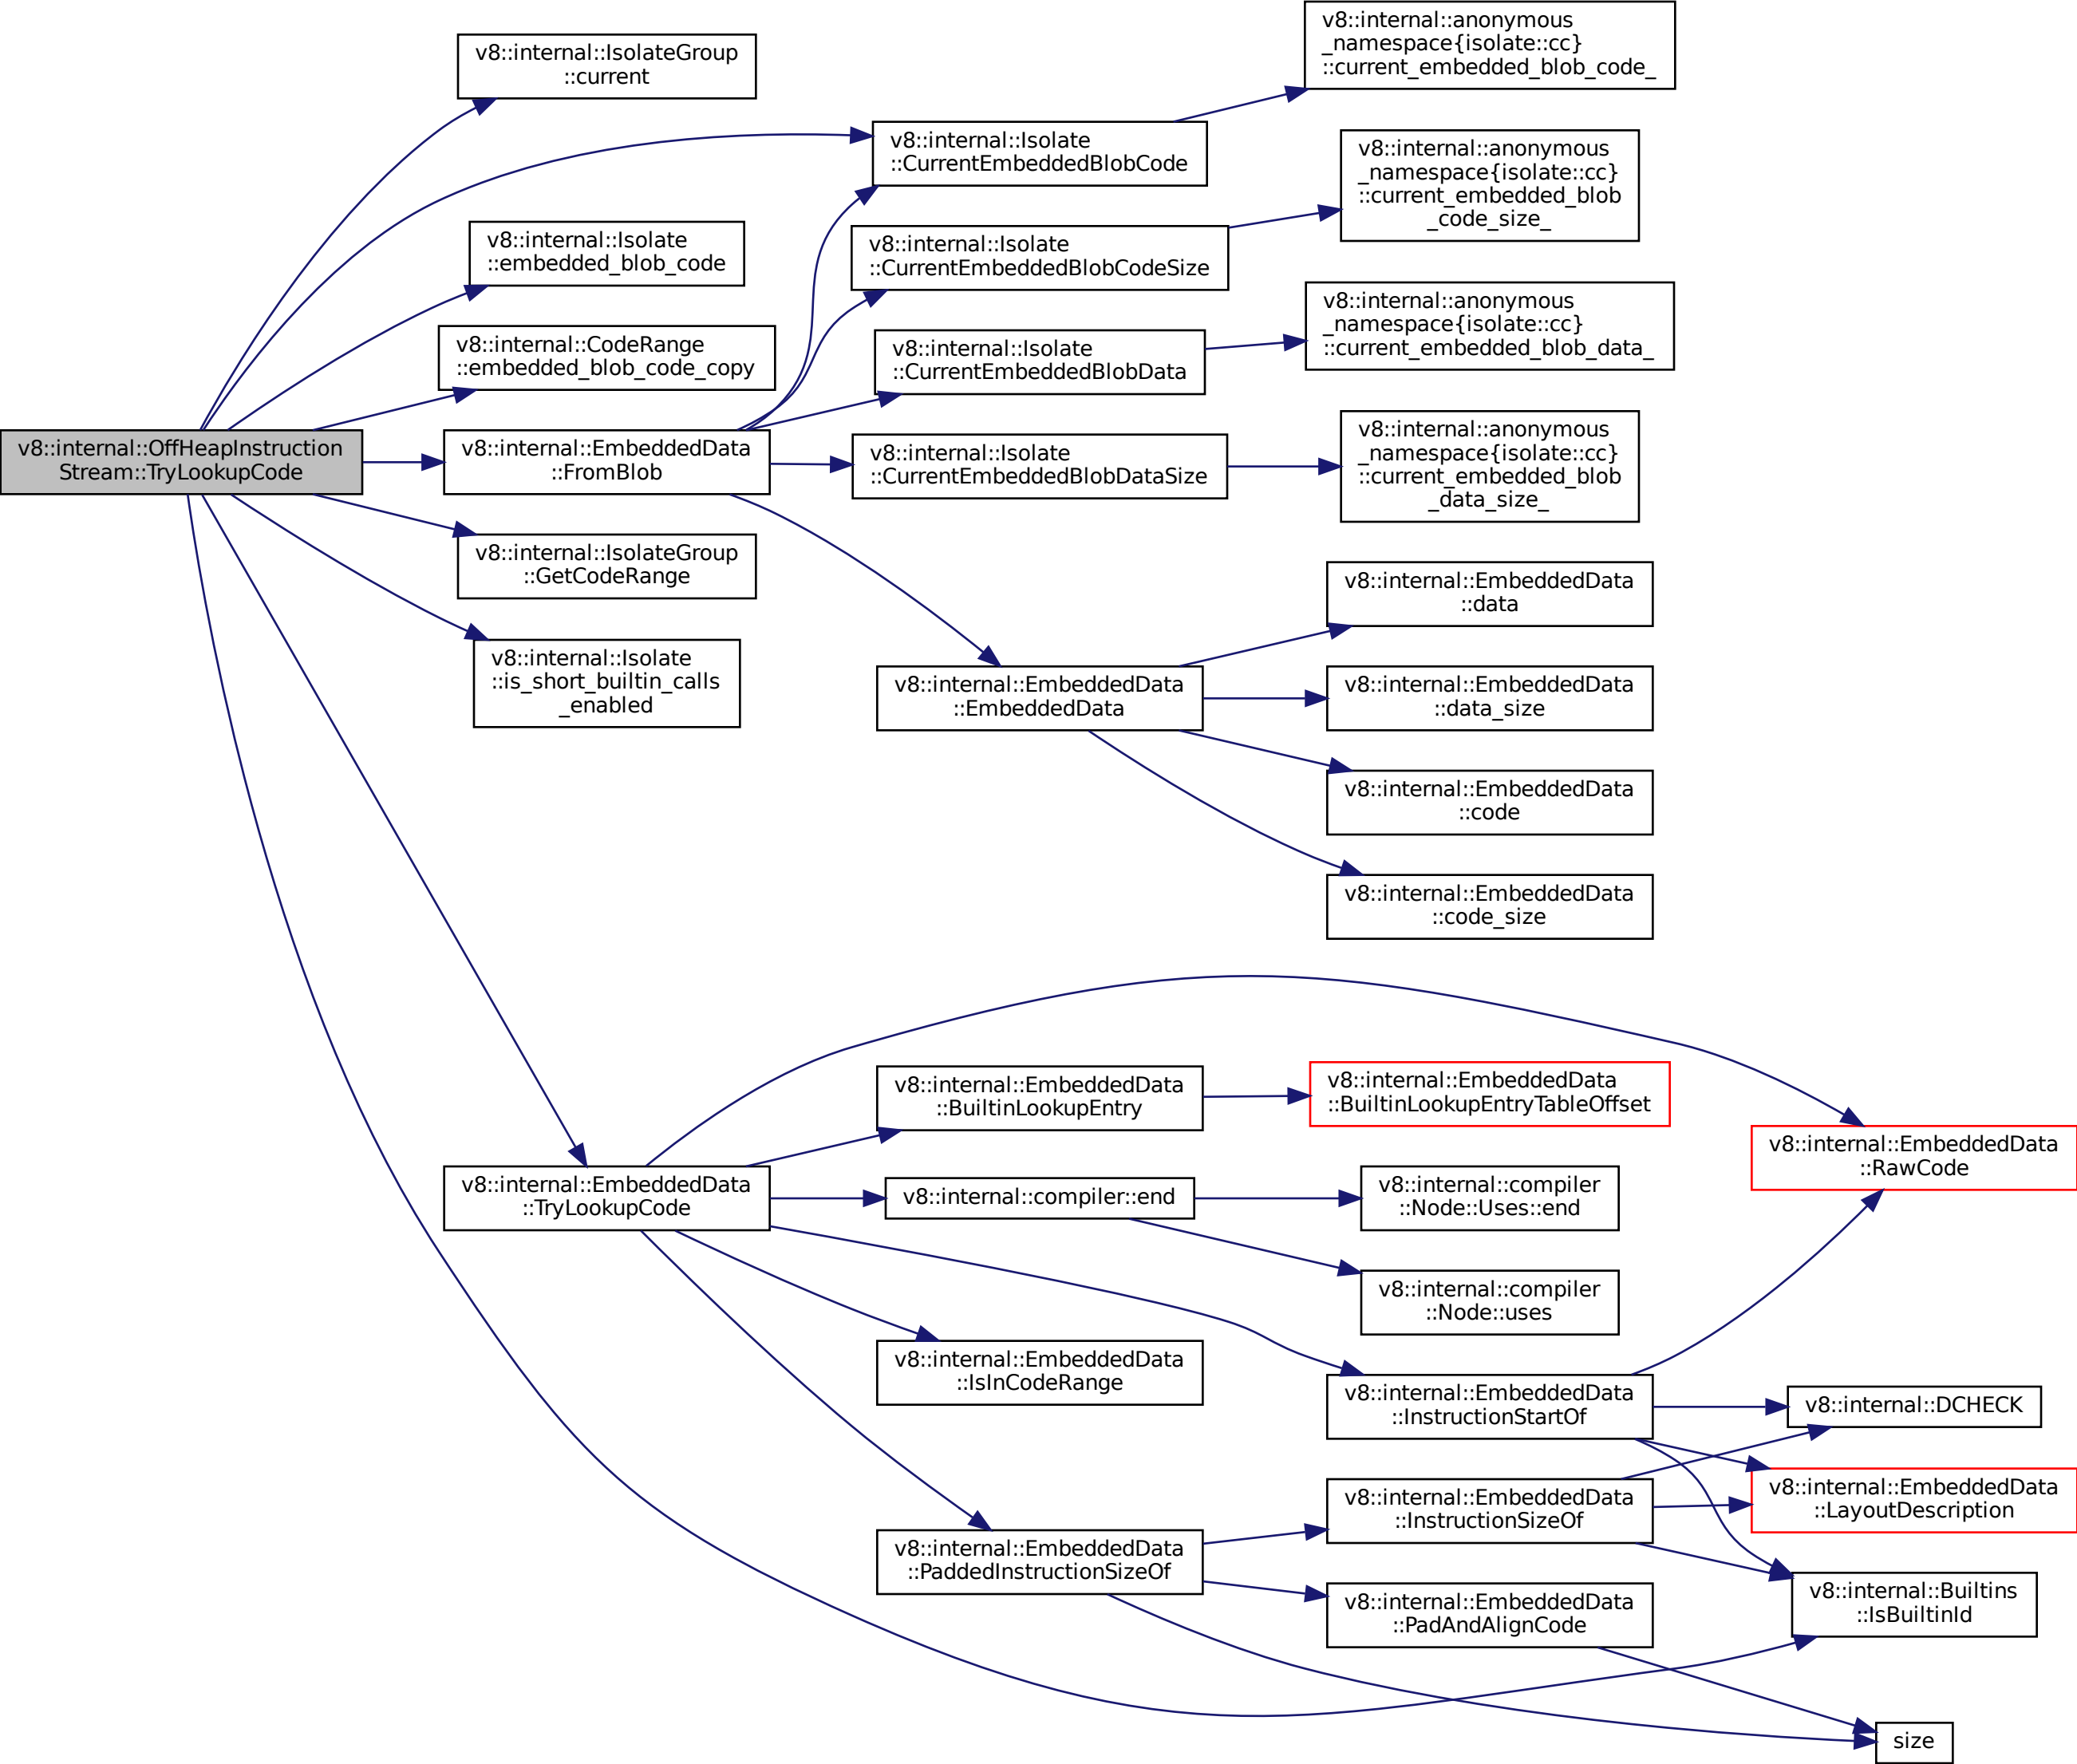 v8::internal::OffHeapInstruction
Stream::TryLookupCode
v8::internal::IsolateGroup
::current
v8::internal::Isolate
::embedded_blob_code
v8::internal::CodeRange
::embedded_blob_code_copy
v8::internal::EmbeddedData
::FromBlob
v8::internal::IsolateGroup
::GetCodeRange
v8::internal::Isolate
::is_short_builtin_calls
_enabled
v8::internal::EmbeddedData
::TryLookupCode
v8::internal::Isolate
::CurrentEmbeddedBlobCode
v8::internal::Isolate
::CurrentEmbeddedBlobCodeSize
v8::internal::Isolate
::CurrentEmbeddedBlobData
v8::internal::Isolate
::CurrentEmbeddedBlobDataSize
v8::internal::EmbeddedData
::EmbeddedData
v8::internal::EmbeddedData
::BuiltinLookupEntry
v8::internal::compiler::end
v8::internal::EmbeddedData
::IsInCodeRange
v8::internal::EmbeddedData
::PaddedInstructionSizeOf
v8::internal::anonymous
_namespace{isolate::cc}
::current_embedded_blob_code_
v8::internal::anonymous
_namespace{isolate::cc}
::current_embedded_blob
_code_size_
v8::internal::anonymous
_namespace{isolate::cc}
::current_embedded_blob_data_
v8::internal::anonymous
_namespace{isolate::cc}
::current_embedded_blob
_data_size_
v8::internal::EmbeddedData
::data
v8::internal::EmbeddedData
::data_size
v8::internal::EmbeddedData
::code
v8::internal::EmbeddedData
::code_size
v8::internal::EmbeddedData
::BuiltinLookupEntryTableOffset
v8::internal::compiler
::Node::Uses::end
v8::internal::compiler
::Node::uses
v8::internal::EmbeddedData
::InstructionStartOf
v8::internal::EmbeddedData
::InstructionSizeOf
v8::internal::EmbeddedData
::PadAndAlignCode
v8::internal::EmbeddedData
::RawCode
v8::internal::DCHECK
v8::internal::EmbeddedData
::LayoutDescription
v8::internal::Builtins
::IsBuiltinId
size